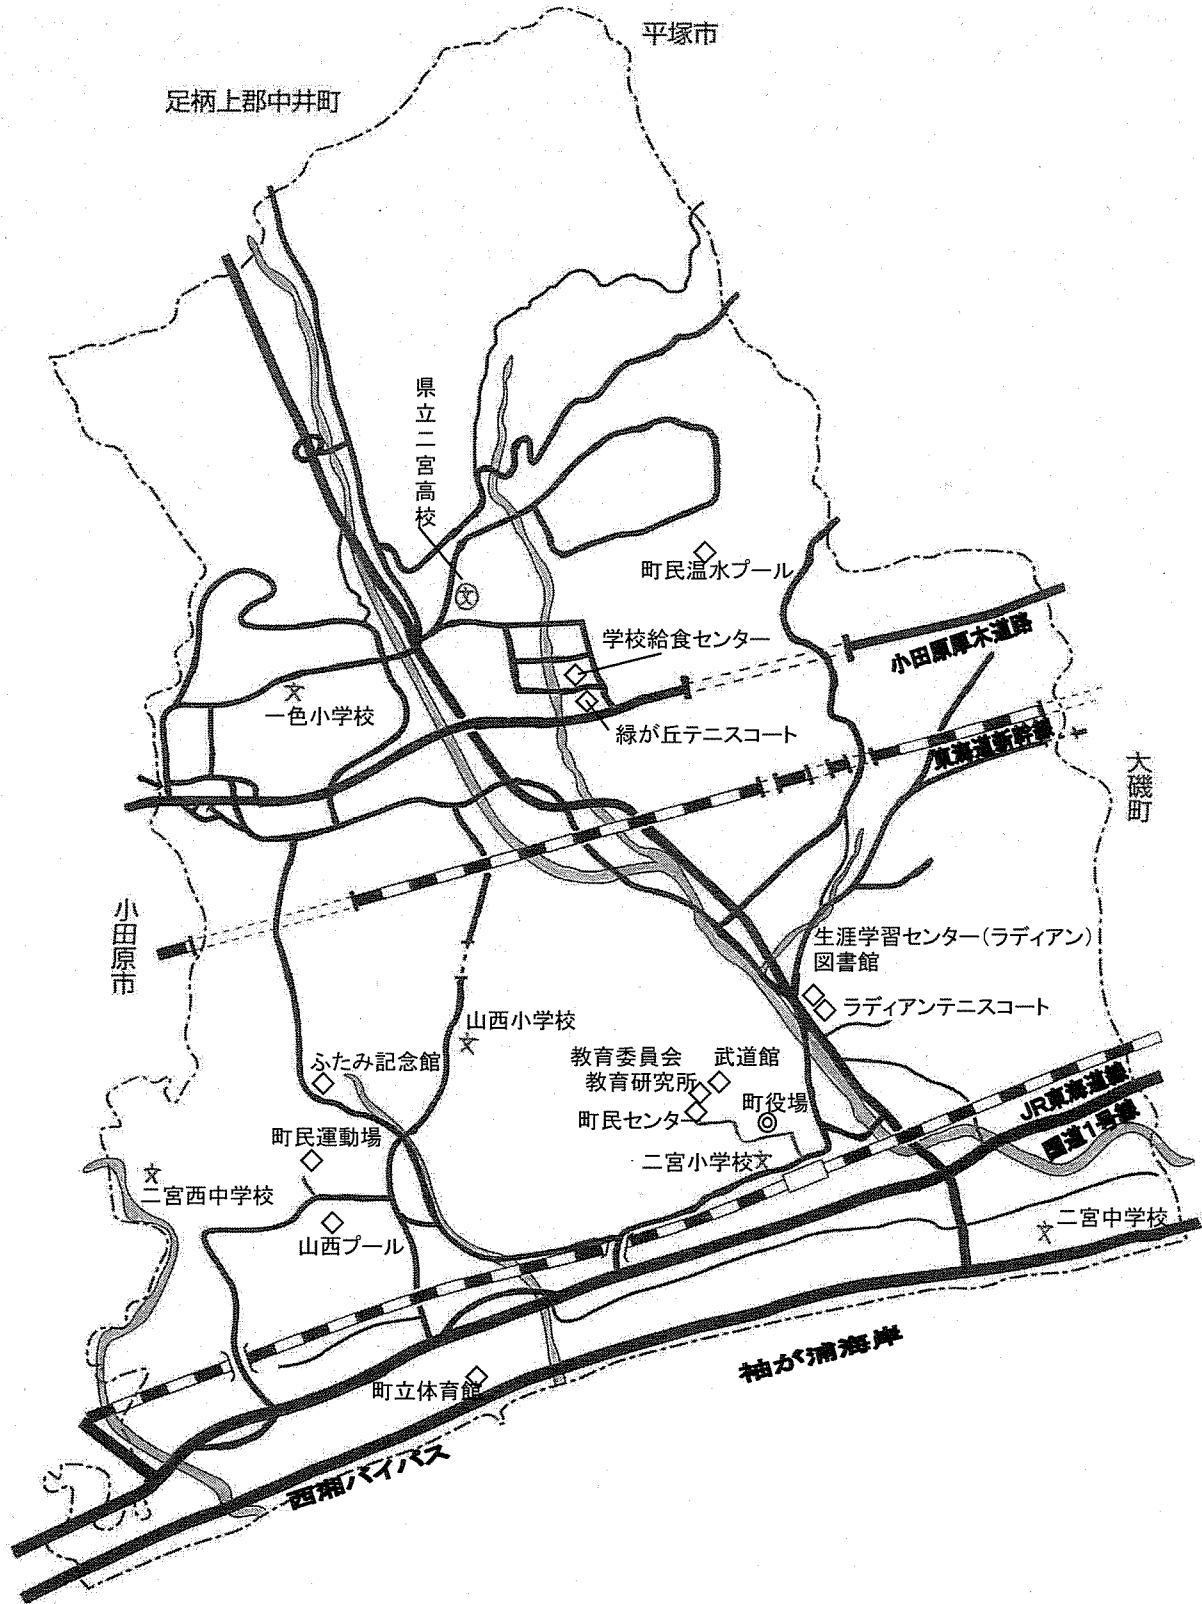 平塚市
足柄上郡中井町
県立二宮高校
町民温水プール
学校給食センター
小田原厚木道路
一色小学校
緑が丘テニスコート
東海道新幹線
大磯町
小田原市
生涯学習センター(ラディアン)
図書館
ラディアンテニスコート
山西小学校
ふたみ記念館
教育委員会
武道館
教育研究所
町役場
町民センター
JR東海道線
国道1号線
町民運動場
二宮小学校
二宮西中学校
二宮中学校
山西プール
袖が浦海岸
町立体育館
西湘バイパス